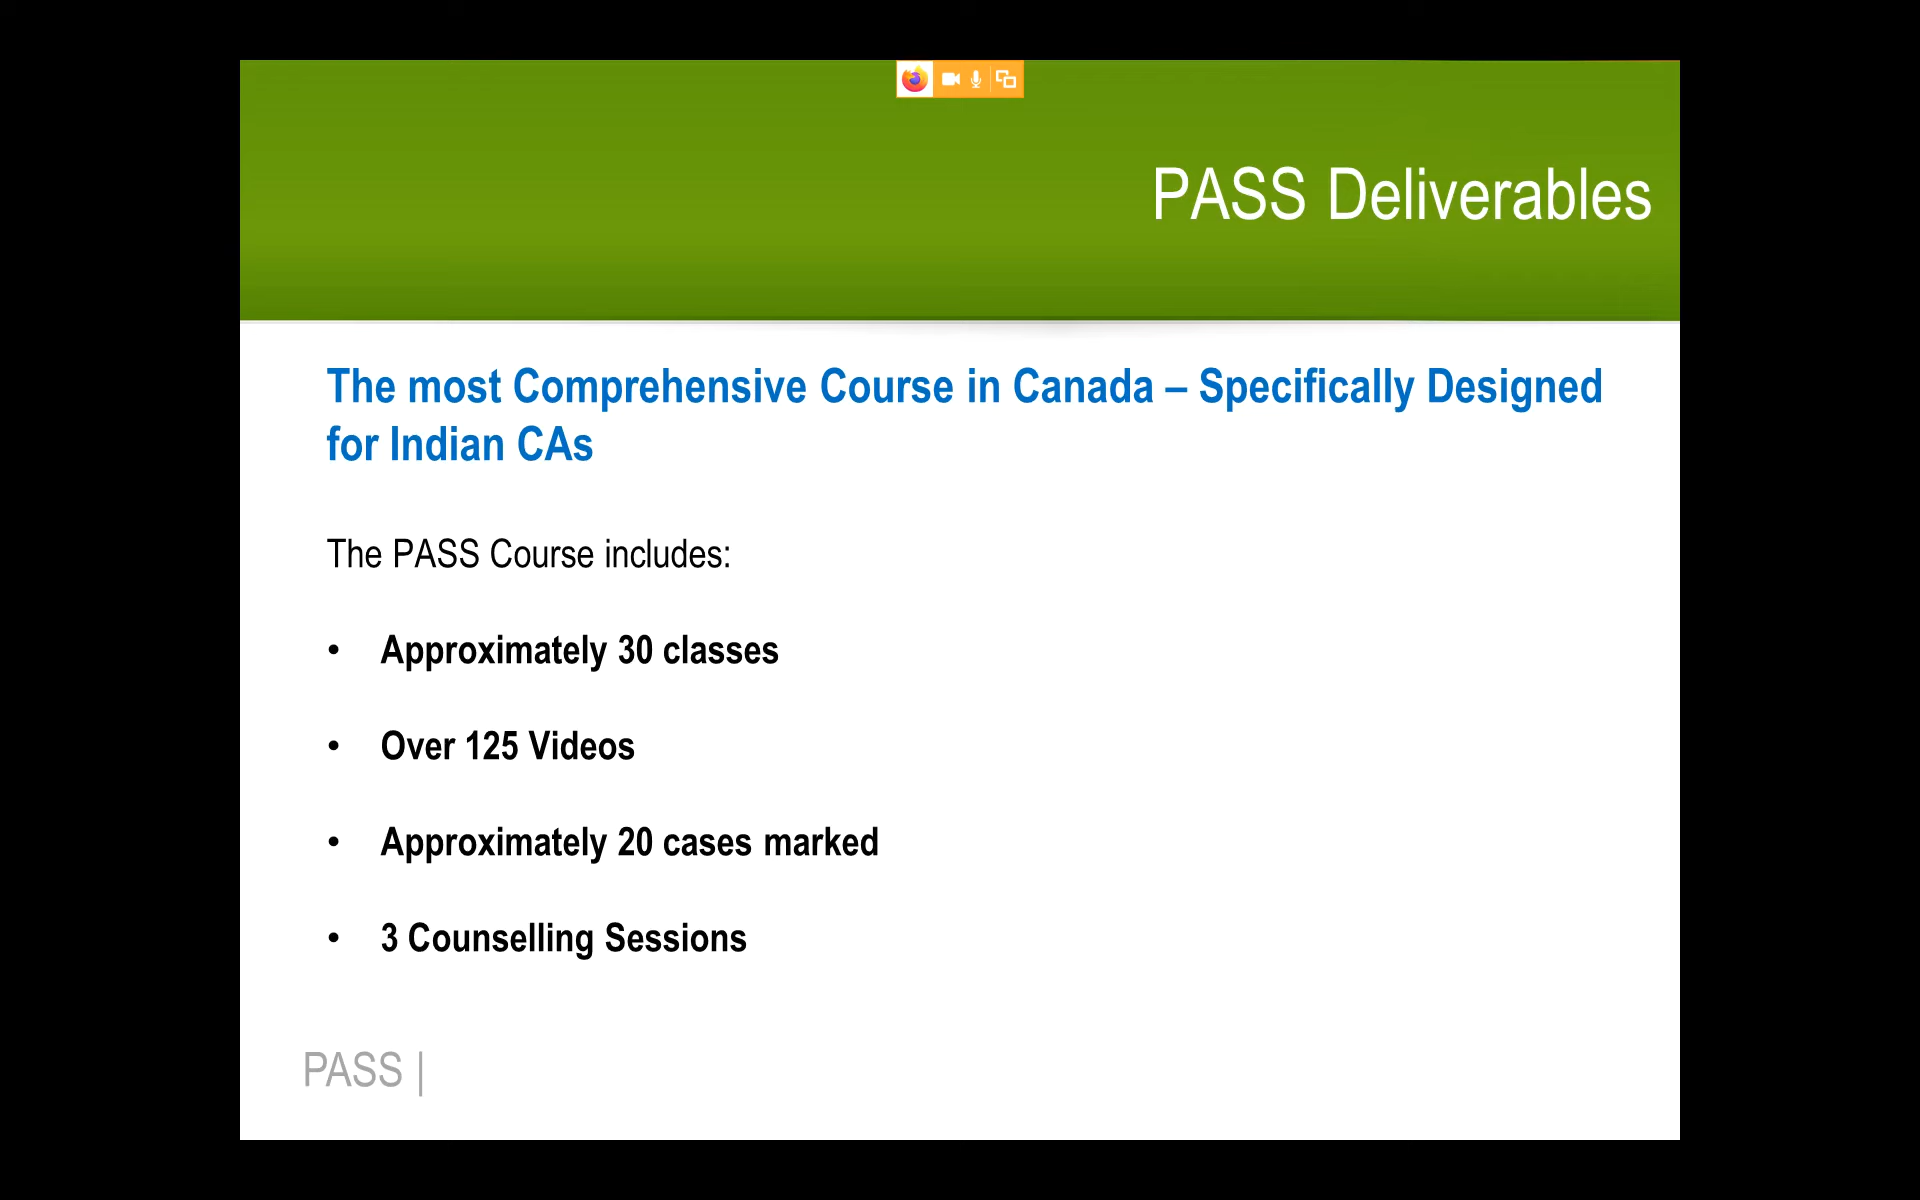 PASS Deliverables
The most Comprehensive Course in Canada – Specifically Designed
for Indian CAs
The PASS Course includes:
• Approximately 30 classes
• Over 125 Videos
• Approximately 20 cases marked
• 3 Counselling Sessions
PASS |